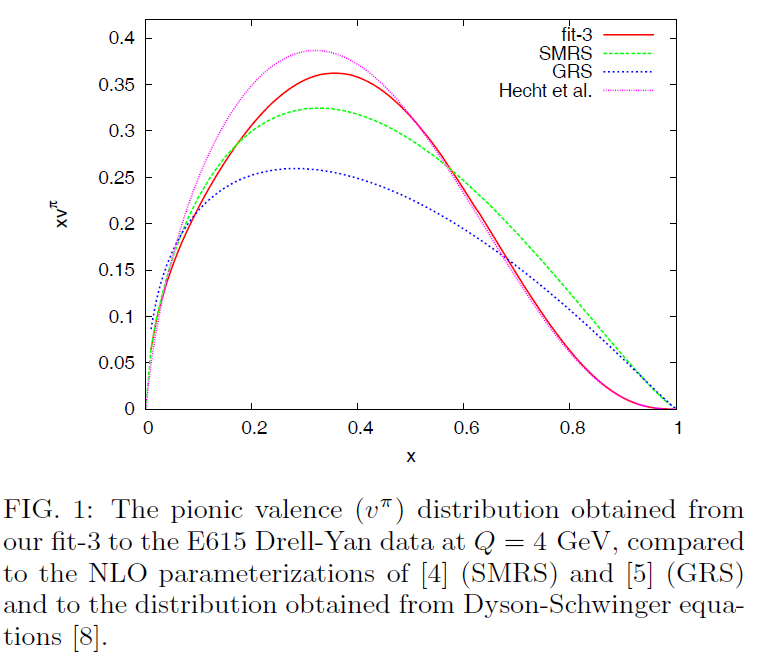 0.4
0.35
0.3
0.25
0.2
0.15
0.1
0.05
0
xvπ
fit-3
SMRS
GRS
Hecht et al.
0 0.2 0.4 0.6 0.8 1
x
FIG. 1: The pionic valence (vπ) distribution obtained from
our fit-3 to the E615 Drell-Yan data at Q = 4 GeV, compared
to the NLO parameterizations of [4] (SMRS) and [5] (GRS)
and to the distribution obtained from Dyson-Schwinger equa-
tions [8].